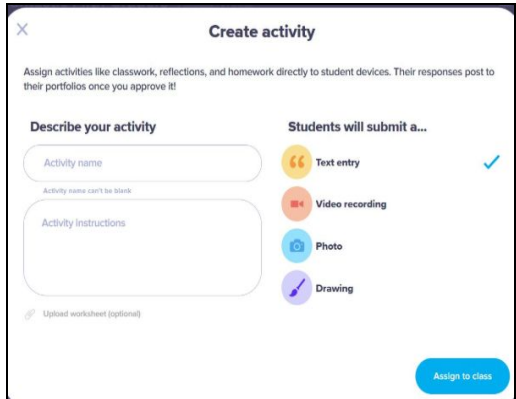 Create activity
Assign activities like classwork, reflections, and homework directly to student devices. Their responses post to
their portfolios once you approve it!
Describe your activity
Activity name
Activity name can't be blank
Activity instructions
Upload worksheet (optional)
Students will submit a...
Text entry
Video recording
Photo
Drawing
Assign to class